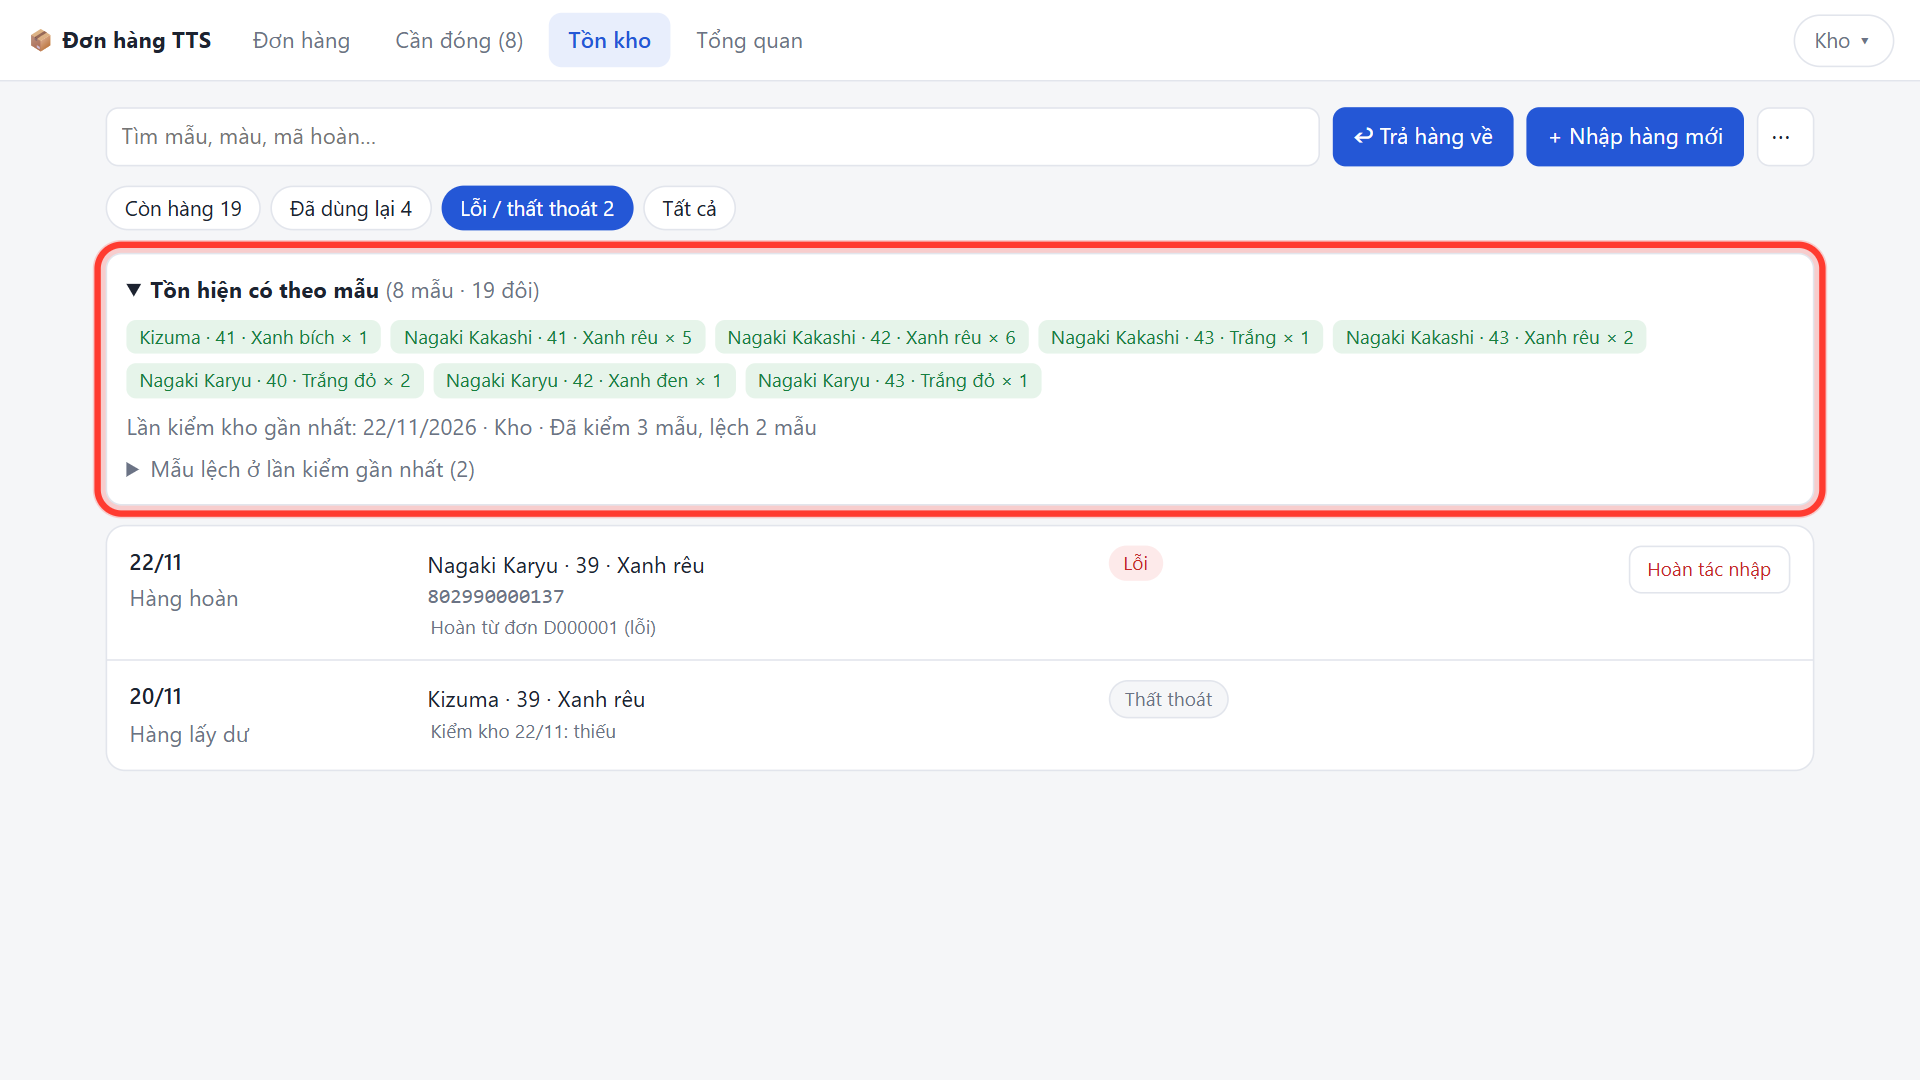 📦 Đơn hàng TTS Đơn hàng Cần đóng (8) Tồn kho Tổng quan Kho ▾
Tìm mẫu, màu, mã hoàn... ↩ Trả hàng về + Nhập hàng mới ...
Còn hàng 19 Đã dùng lại 4 Lỗi / thất thoát 2 Tất cả
▼ Tồn hiện có theo mẫu (8 mẫu · 19 đôi)
Kizuma · 41 · Xanh bích × 1 Nagaki Kakashi · 41 · Xanh rêu × 5 Nagaki Kakashi · 42 · Xanh rêu × 6 Nagaki Kakashi · 43 · Trắng × 1 Nagaki Kakashi · 43 · Xanh rêu × 2
Nagaki Karyu · 40 · Trắng đỏ × 2 Nagaki Karyu · 42 · Xanh đen × 1 Nagaki Karyu · 43 · Trắng đỏ × 1
Lần kiểm kho gần nhất: 22/11/2026 · Kho · Đã kiểm 3 mẫu, lệch 2 mẫu
▶ Mẫu lệch ở lần kiểm gần nhất (2)
22/11 Nagaki Karyu · 39 · Xanh rêu Lỗi Hoàn tác nhập
Hàng hoàn 802990000137
Hoàn từ đơn D000001 (lỗi)
20/11 Kizuma · 39 · Xanh rêu Thất thoát
Hàng lấy dư Kiểm kho 22/11: thiếu